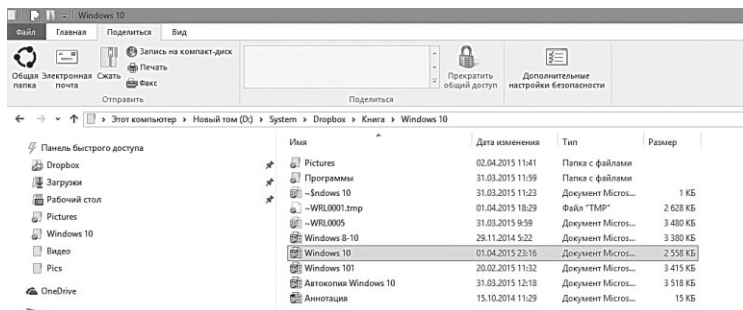 Windows 10
Файл Главная Поделиться Вид
Общая папка
Электронная почта
Сжать
Запись на компакт-диск
Печать
Факс
Отправить
Поделиться
Прекратить общий доступ
Дополнительные настройки безопасности
Этот компьютер › Новый том (D:) › System › Dropbox › Книга › Windows 10
Панель быстрого доступа
Dropbox
Загрузки
Рабочий стол
Pictures
Windows 10
Видео
Pics
OneDrive
Имя Дата изменения Тип Размер
Pictures 02.04.2015 11:41 Папка с файлами
Программы 31.03.2015 11:59 Папка с файлами
~$ndows 10 31.03.2015 11:23 Документ Micros... 1 КБ
~WRL0001.tmp 01.04.2015 18:29 Файл "TMP" 2 628 КБ
~WRL0005 31.03.2015 9:59 Документ Micros... 3 480 КБ
Windows 8-10 29.11.2014 5:22 Документ Micros... 3 380 КБ
Windows 10 01.04.2015 23:16 Документ Micros... 2 558 КБ
Windows 101 20.02.2015 11:32 Документ Micros... 3 415 КБ
Автокопия Windows 10 31.03.2015 12:18 Документ Micros... 3 518 КБ
Аннотация 15.10.2014 11:29 Документ Micros... 15 КБ